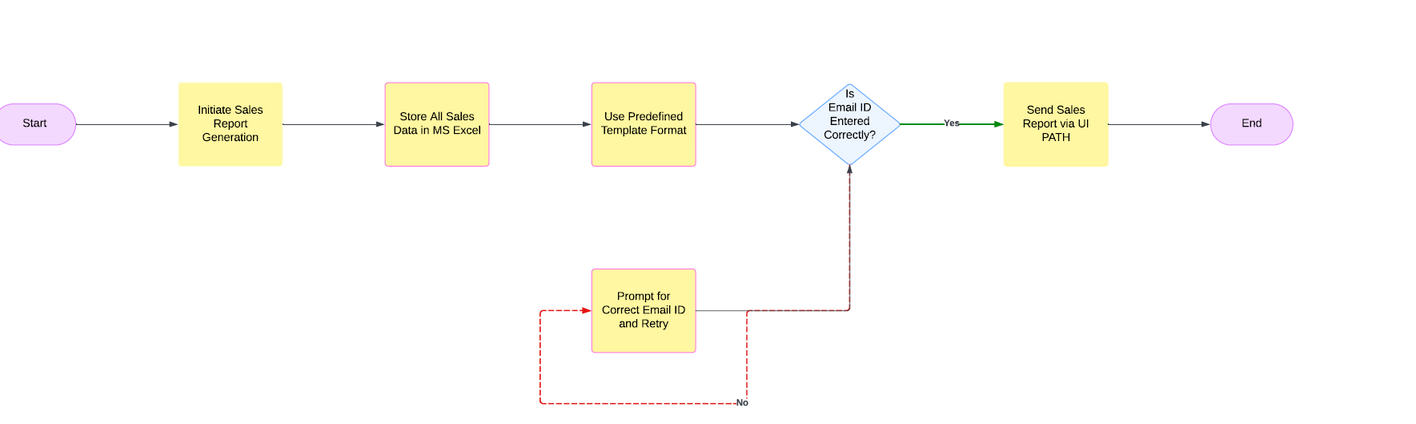 Start
Initiate Sales
Report
Generation
Store All Sales
Data in MS Excel
Use Predefined
Template Format
Is
Email ID
Entered
Correctly?
Yes
Send Sales
Report via UI
PATH
End
Prompt for
Correct Email ID
and Retry
No